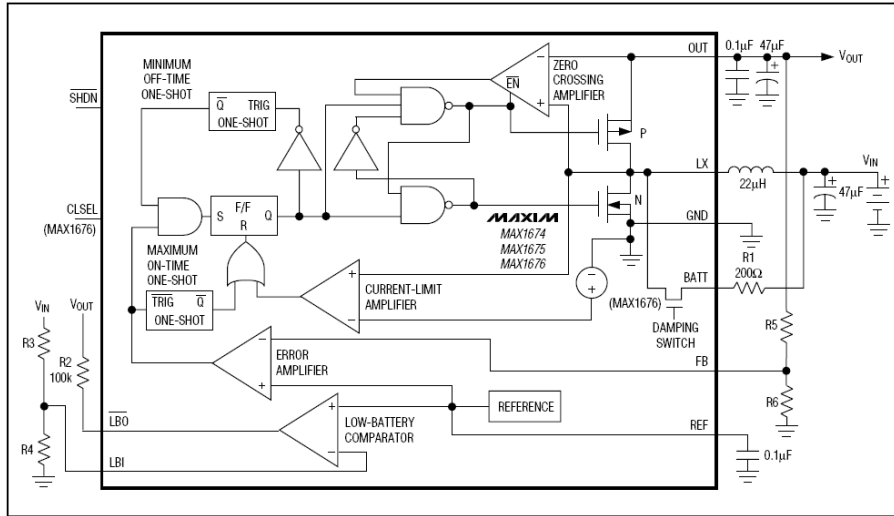 MINIMUM
OFF-TIME
ONE-SHOT
SHDN
Q TRIG
ONE-SHOT
EN
ZERO
CROSSING
AMPLIFIER
OUT
0.1µF
47µF
VOUT
P
CLSEL
(MAX1676)
S F/F Q
R
MAXIM
MAX1674
MAX1675
MAX1676
N
LX
22µH
47µF
VIN
GND
MAXIMUM
ON-TIME
ONE-SHOT
TRIG Q
ONE-SHOT
+
−
CURRENT-LIMIT
AMPLIFIER
−
+
(MAX1676)
BATT
R1
200Ω
DAMPING
SWITCH
VIN
VOUT
R3
R2
100k
R4
−
+
ERROR
AMPLIFIER
FB
R5
R6
LBO
LBI
+
−
LOW-BATTERY
COMPARATOR
REFERENCE
REF
0.1µF